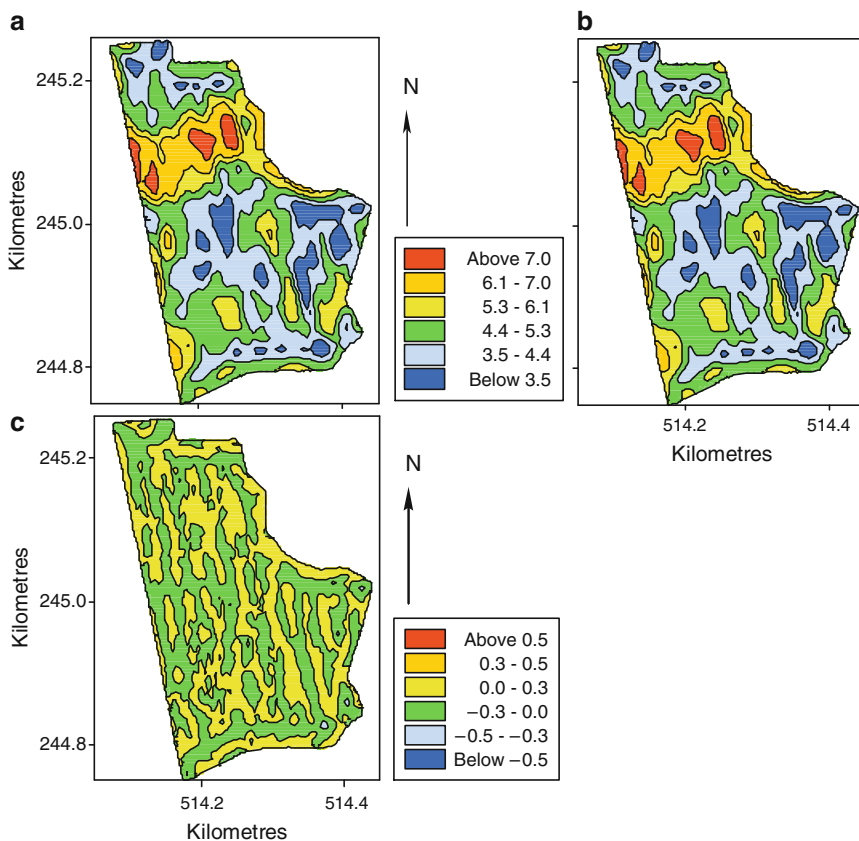 a
b
245.2
245.0
244.8
Kilometres
N
Above 7.0
6.1 - 7.0
5.3 - 6.1
4.4 - 5.3
3.5 - 4.4
Below 3.5
514.2
514.4
Kilometres
c
245.2
245.0
244.8
Kilometres
N
Above 0.5
0.3 - 0.5
0.0 - 0.3
−0.3 - 0.0
−0.5 - −0.3
Below −0.5
514.2
514.4
Kilometres